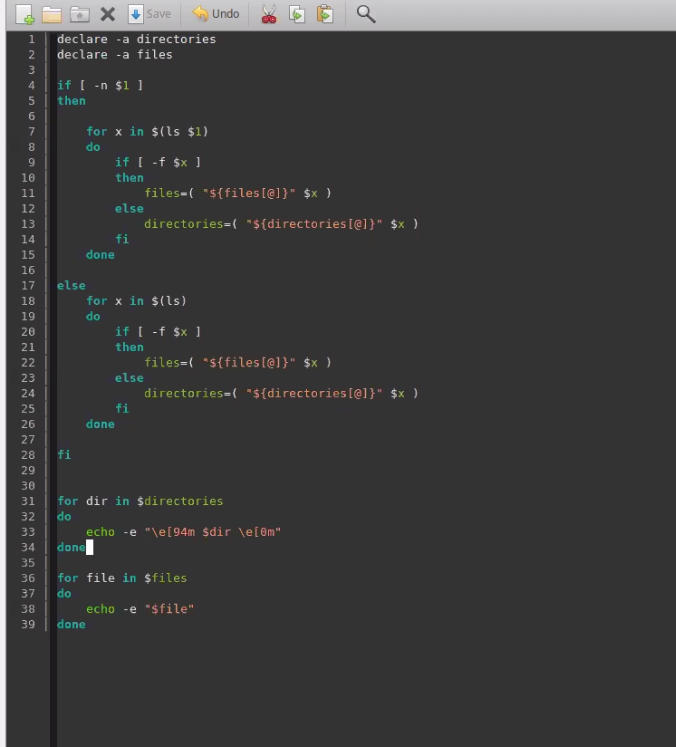 Save Undo
1 declare -a directories
2 declare -a files
3
4 if [ -n $1 ]
5 then
6
7     for x in $(ls $1)
8     do
9         if [ -f $x ]
10         then
11             files=( "${files[@]}" $x )
12         else
13             directories=( "${directories[@]}" $x )
14         fi
15     done
16
17 else
18     for x in $(ls)
19     do
20         if [ -f $x ]
21         then
22             files=( "${files[@]}" $x )
23         else
24             directories=( "${directories[@]}" $x )
25         fi
26     done
27
28 fi
29
30
31 for dir in $directories
32 do
33     echo -e "\e[94m $dir \e[0m"
34 done
35
36 for file in $files
37 do
38     echo -e "$file"
39 done